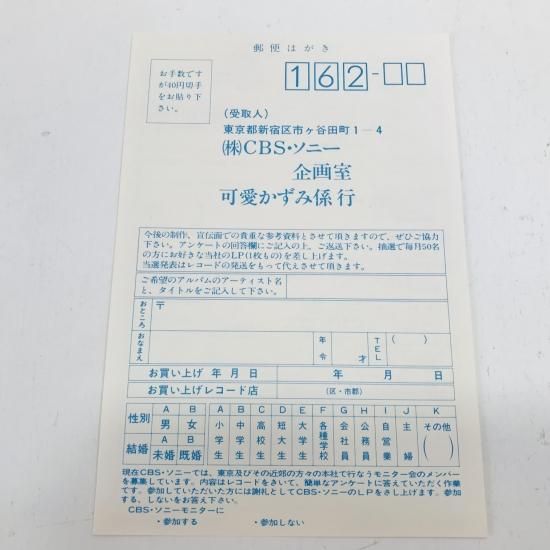 郵便はがき
お手数です
が40円切手
をお貼り下
さい。
162-
(受取人)
東京都新宿区市ヶ谷田町1-4
㈱CBS・ソニー
企画室
可愛かずみ係行
今後の制作、宣伝面での貴重な参考資料とさせて頂きますので、ぜひご協力
下さい。アンケートの回答欄にご記入の上、ご返送下さい。抽選で毎月50名
の方にお好きな当社のLP(1枚もの)を差し上げます。
当選発表はレコードの発送をもって代えさせて頂きます。
ご希望のアルバムのアーティスト名
と、タイトルをご記入して下さい。
おところ 〒
おなまえ 年令 才 TEL ( )
お買い上げ 年 月 日 年 月 日
お買い上げレコード店 (区・市郡)
性別 A男 B女
結婚 A未婚 B既婚
A小学生 B中学生 C高校生 D短大生 E大学生 F各種学校 G会社員 H公務員 I自営業 J主婦 Kその他( )
現在CBS・ソニーでは、東京及びその近郊の方々の本社で行なうモニター会のメンバー
を募集しています。内容はレコードをきいて、簡単なアンケートに答えていただく作業
です。参加していただいた方には謝礼としてCBS・ソニーのLPをさし上げます。参加
する、しないをお答え下さい。
CBS・ソニーモニターに
・参加する ・参加しない